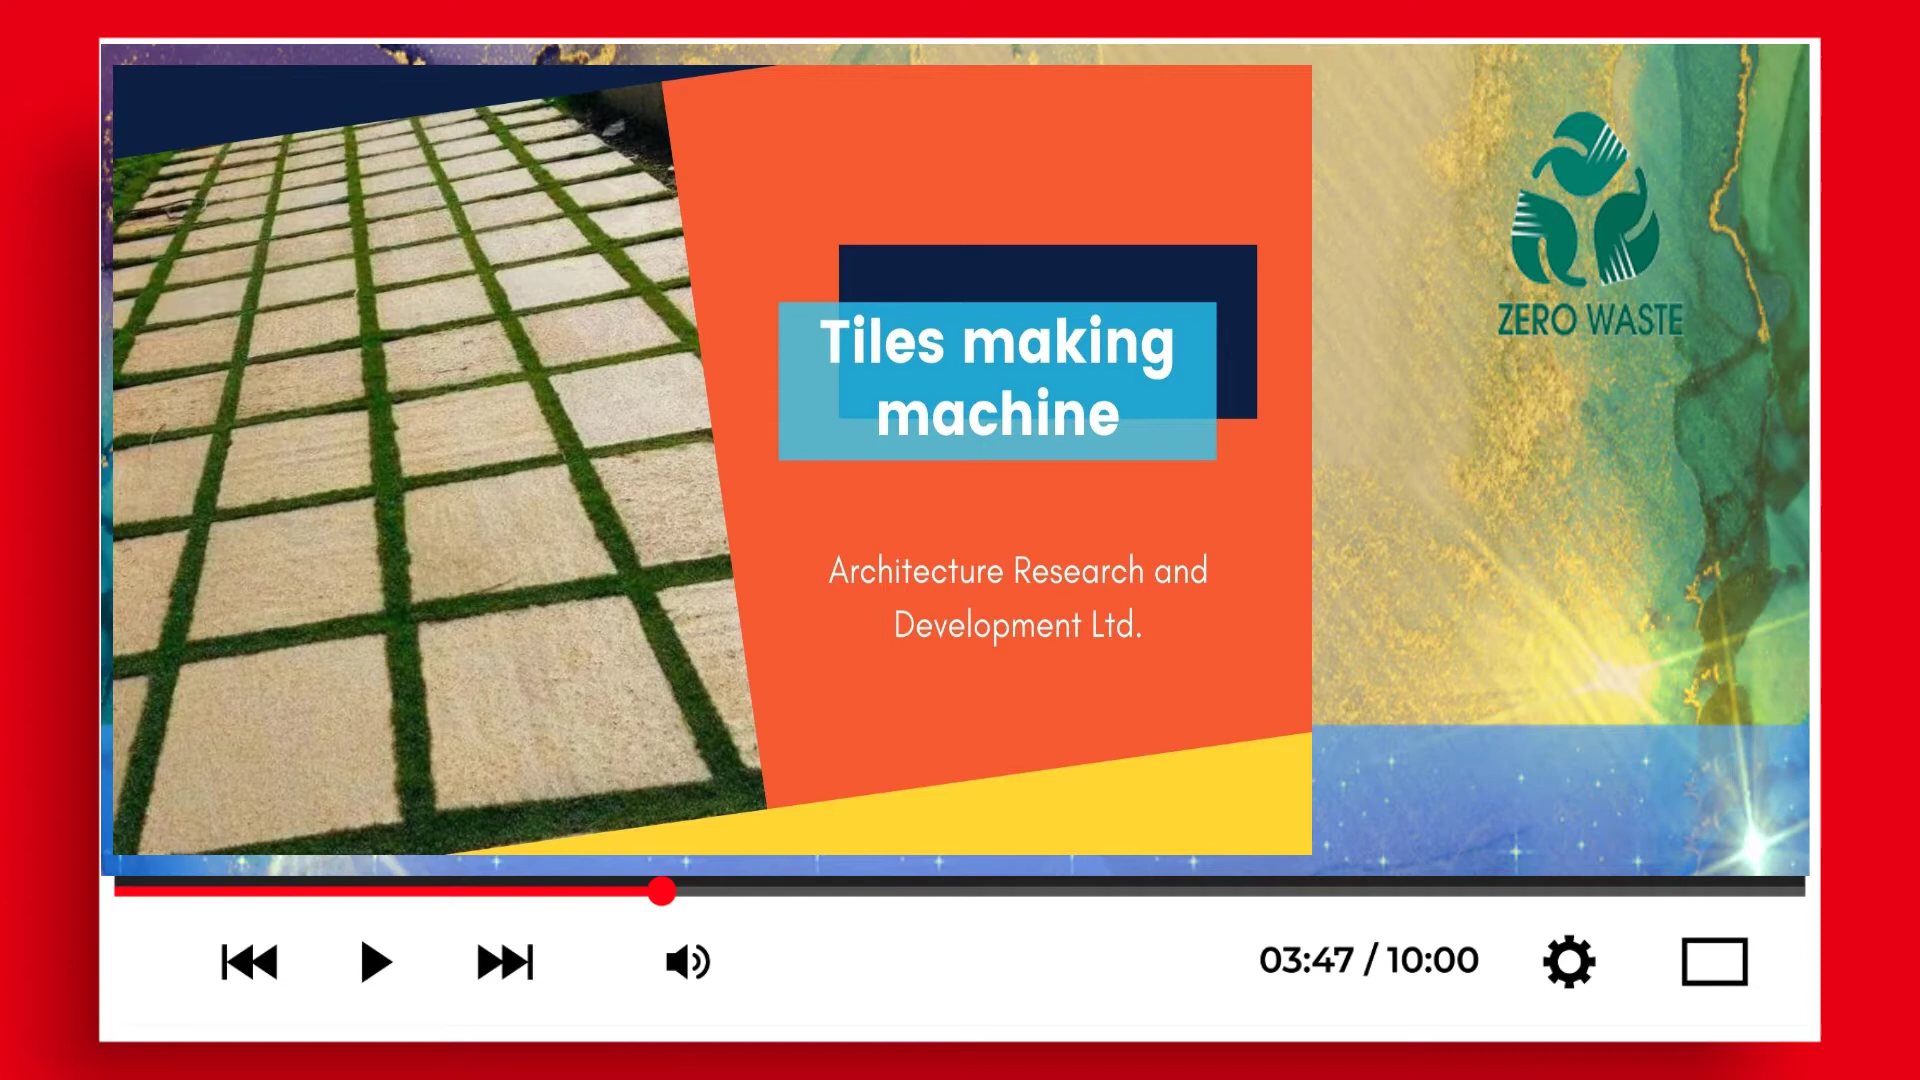 ZERO WASTE
Tiles making
machine
Architecture Research and
Development Ltd.
03:47 / 10:00